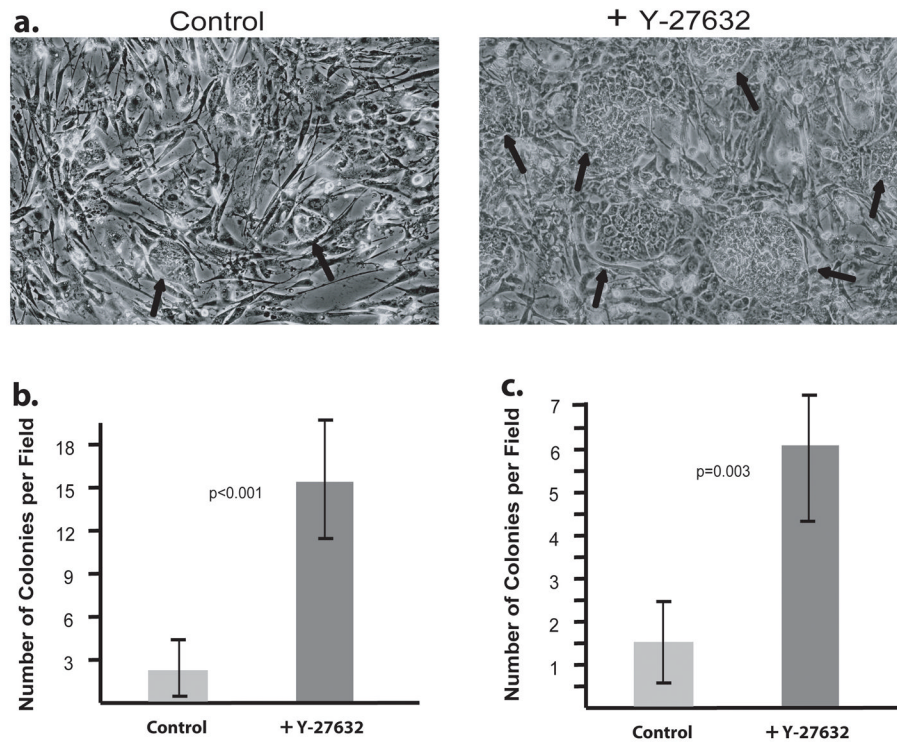 a.
Control
+ Y-27632
b.
Number of Colonies per Field
18
15
12
9
6
3
p<0.001
Control
+ Y-27632
c.
Number of Colonies per Field
7
6
5
4
3
2
1
p=0.003
Control
+ Y-27632